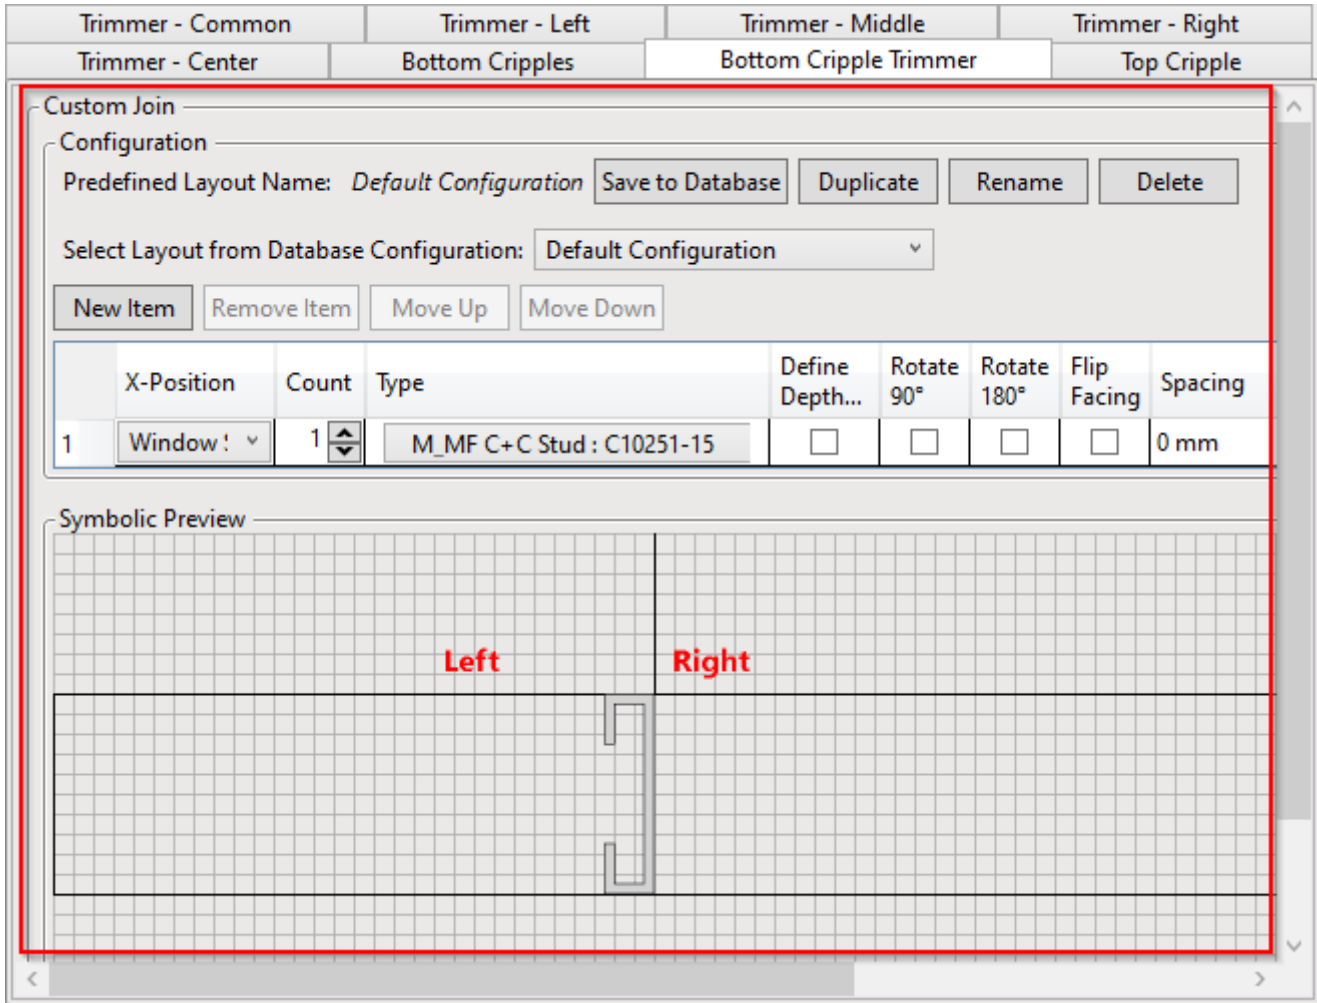 Trimmer - Common Trimmer - Left Trimmer - Middle Trimmer - Right
Trimmer - Center Bottom Cripples Bottom Cripple Trimmer Top Cripple
Custom Join
Configuration
Predefined Layout Name: Default Configuration Save to Database Duplicate Rename Delete
Select Layout from Database Configuration: Default Configuration
New Item Remove Item Move Up Move Down
X-Position Count Type Define Depth... Rotate 90° Rotate 180° Flip Facing Spacing
1 Window 1 M_MF C+C Stud : C10251-15 0 mm
Symbolic Preview
Left Right